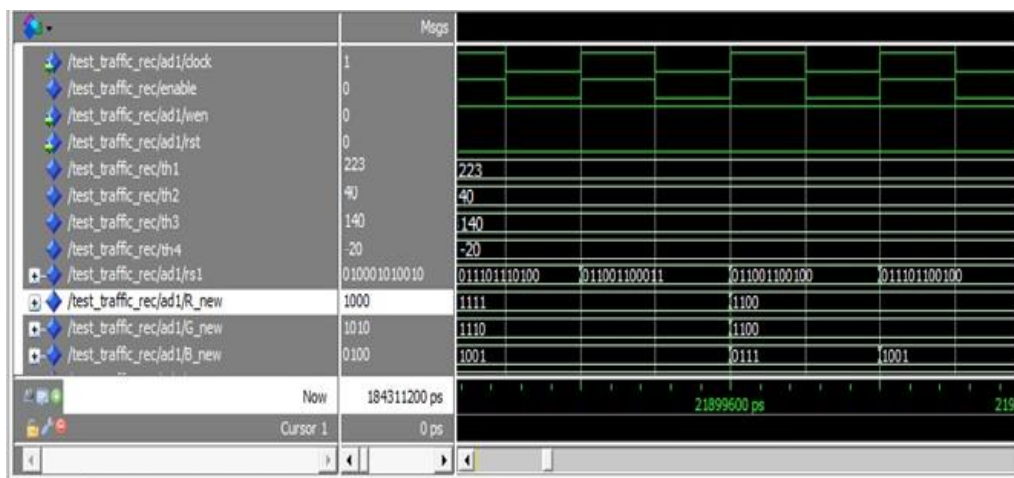 Msgs
/test_traffic_rec/ad1/clock 1
/test_traffic_rec/enable 0
/test_traffic_rec/ad1/wen 0
/test_traffic_rec/ad1/rst 0
/test_traffic_rec/th1 223 223
/test_traffic_rec/th2 40 40
/test_traffic_rec/th3 140 140
/test_traffic_rec/th4 -20 -20
/test_traffic_rec/ad1/rs1 010001010010 011101110100 011001100011 011001100100 011101100100
/test_traffic_rec/ad1/R_new 1000 1111 1100
/test_traffic_rec/ad1/G_new 1010 1110 1100
/test_traffic_rec/ad1/B_new 0100 1001 0111 1001
Now 184311200 ps 21899600 ps 219
Cursor 1 0 ps